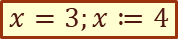 x = 3; x ≔ 4